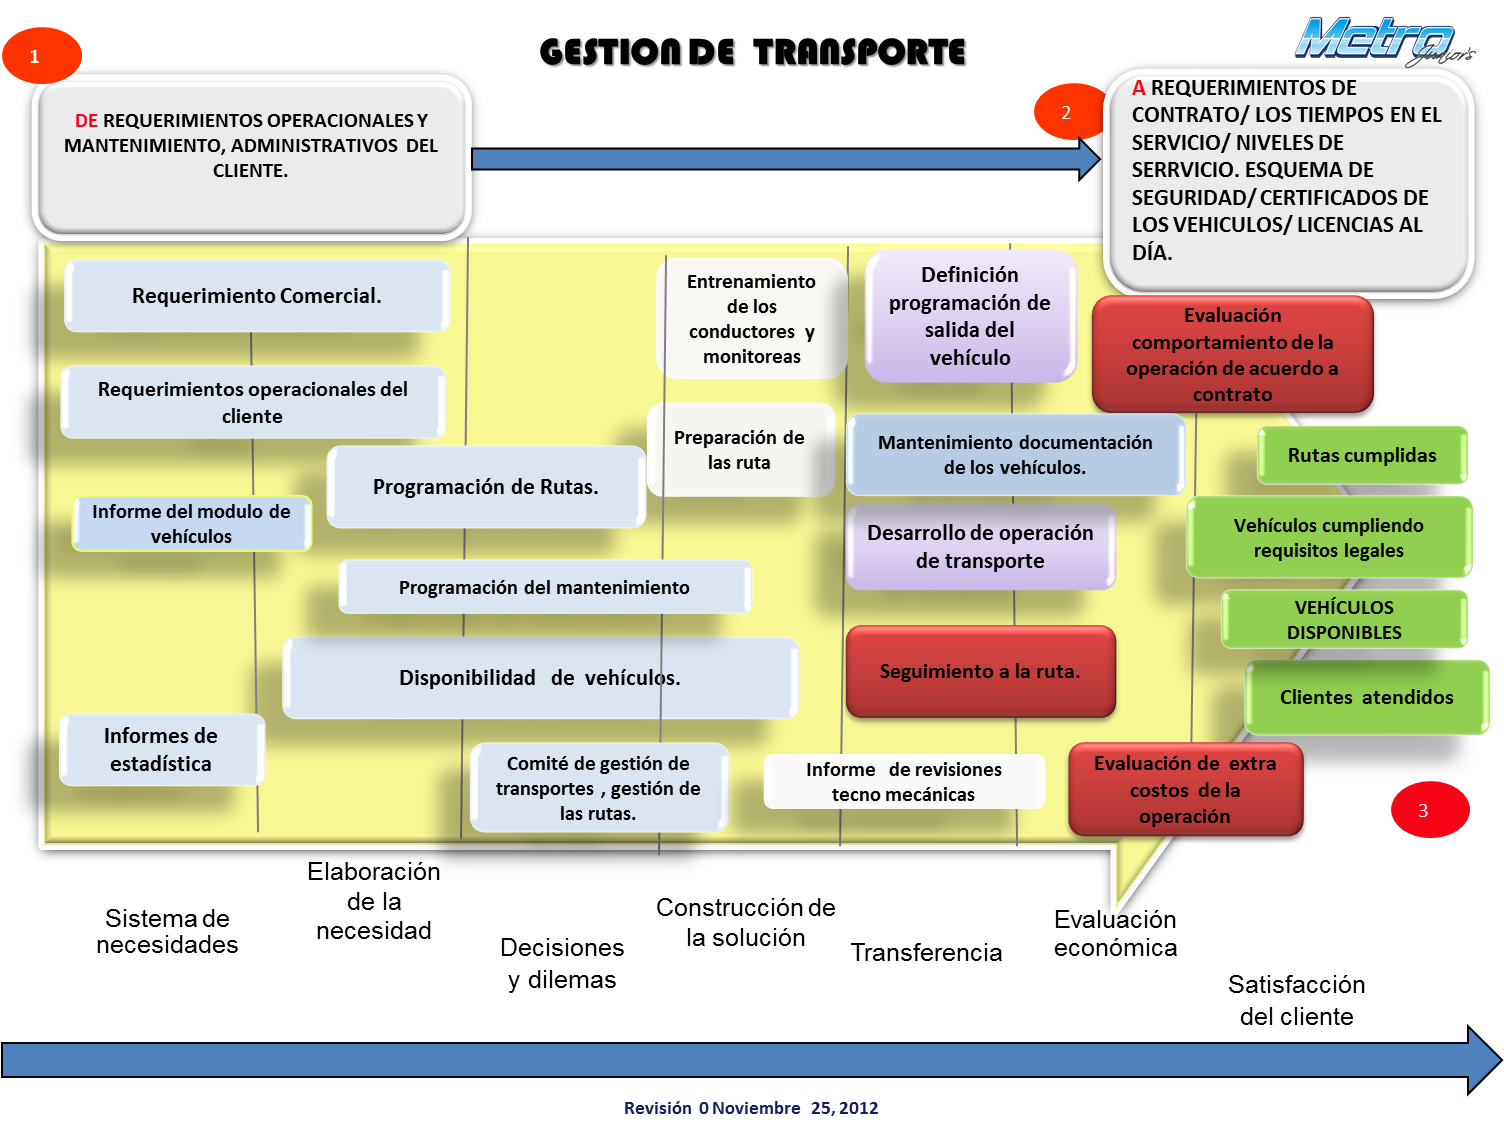 1
GESTION DE TRANSPORTE
Metro
Junior's
DE REQUERIMIENTOS OPERACIONALES Y
MANTENIMIENTO, ADMINISTRATIVOS DEL
CLIENTE.
2
A REQUERIMIENTOS DE
CONTRATO/ LOS TIEMPOS EN EL
SERVICIO/ NIVELES DE
SERRVICIO. ESQUEMA DE
SEGURIDAD/ CERTIFICADOS DE
LOS VEHICULOS/ LICENCIAS AL
DÍA.
Requerimiento Comercial.
Requerimientos operacionales del
cliente
Informe del modulo de
vehículos
Informes de
estadística
Programación de Rutas.
Programación del mantenimiento
Disponibilidad de vehículos.
Comité de gestión de
transportes , gestión de
las rutas.
Entrenamiento
de los
conductores y
monitoreas
Preparación de
las ruta
Definición
programación de
salida del
vehículo
Mantenimiento documentación
de los vehículos.
Desarrollo de operación
de transporte
Seguimiento a la ruta.
Informe de revisiones
tecno mecánicas
Evaluación
comportamiento de la
operación de acuerdo a
contrato
Evaluación de extra
costos de la
operación
Rutas cumplidas
Vehículos cumpliendo
requisitos legales
VEHÍCULOS
DISPONIBLES
Clientes atendidos
3
Sistema de
necesidades
Elaboración
de la
necesidad
Decisiones
y dilemas
Construcción de
la solución
Transferencia
Evaluación
económica
Satisfacción
del cliente
Revisión 0 Noviembre 25, 2012